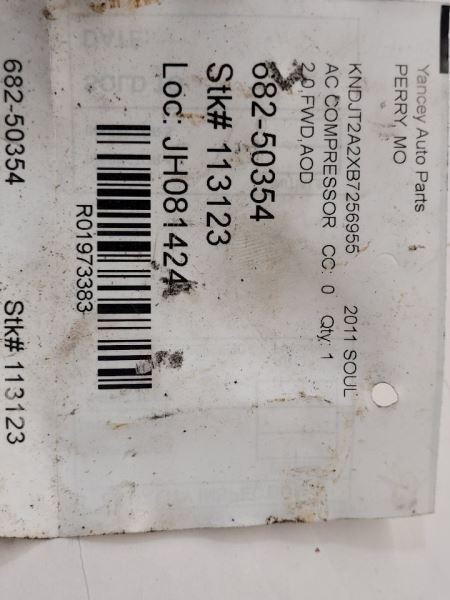 Yancey Auto Parts
PERRY, MO
KNDJT2A2XB7256955 2011 SOUL
AC COMPRESSOR CC: 0 Qty: 1
2.0,FWD,AOD
682-50354
Stk# 113123
Loc. JH081424
R01973383
682-50354 Stk# 113123